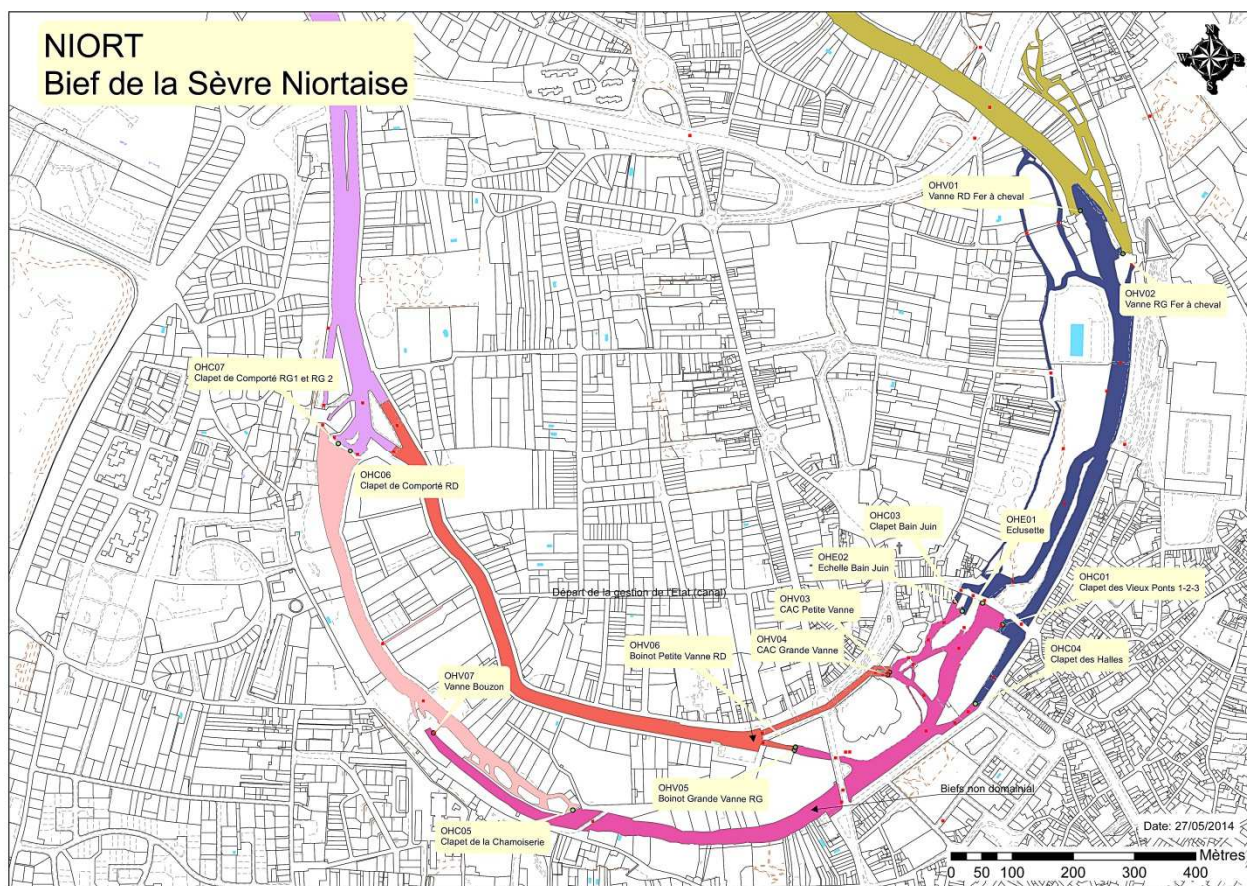 NIORT
Bief de la Sèvre Niortaise
OHV01
Vanne RD Fer à cheval
OHV02
Vanne RG Fer à cheval
OHC07
Clapet de Comporté RG1 et RG 2
OHC06
Clapet de Comporté RD
OHC03
Clapet Bain Juin
OHE01
Eclusette
OHE02
Echelle Bain Juin
OHC01
Clapet des Vieux Ponts 1-2-3
Départ de la gestion de l'Etat (canal)
OHV03
CAC Petite Vanne
OHV04
CAC Grande Vanne
OHV06
Boinot Petite Vanne RD
OHC04
Clapet des Halles
OHV07
Vanne Bouzon
OHV05
Boinot Grande Vanne RG
Biefs non domainial
OHC05
Clapet de la Chamoiserie
Date: 27/05/2014
Mètres
0 50 100 200 300 400